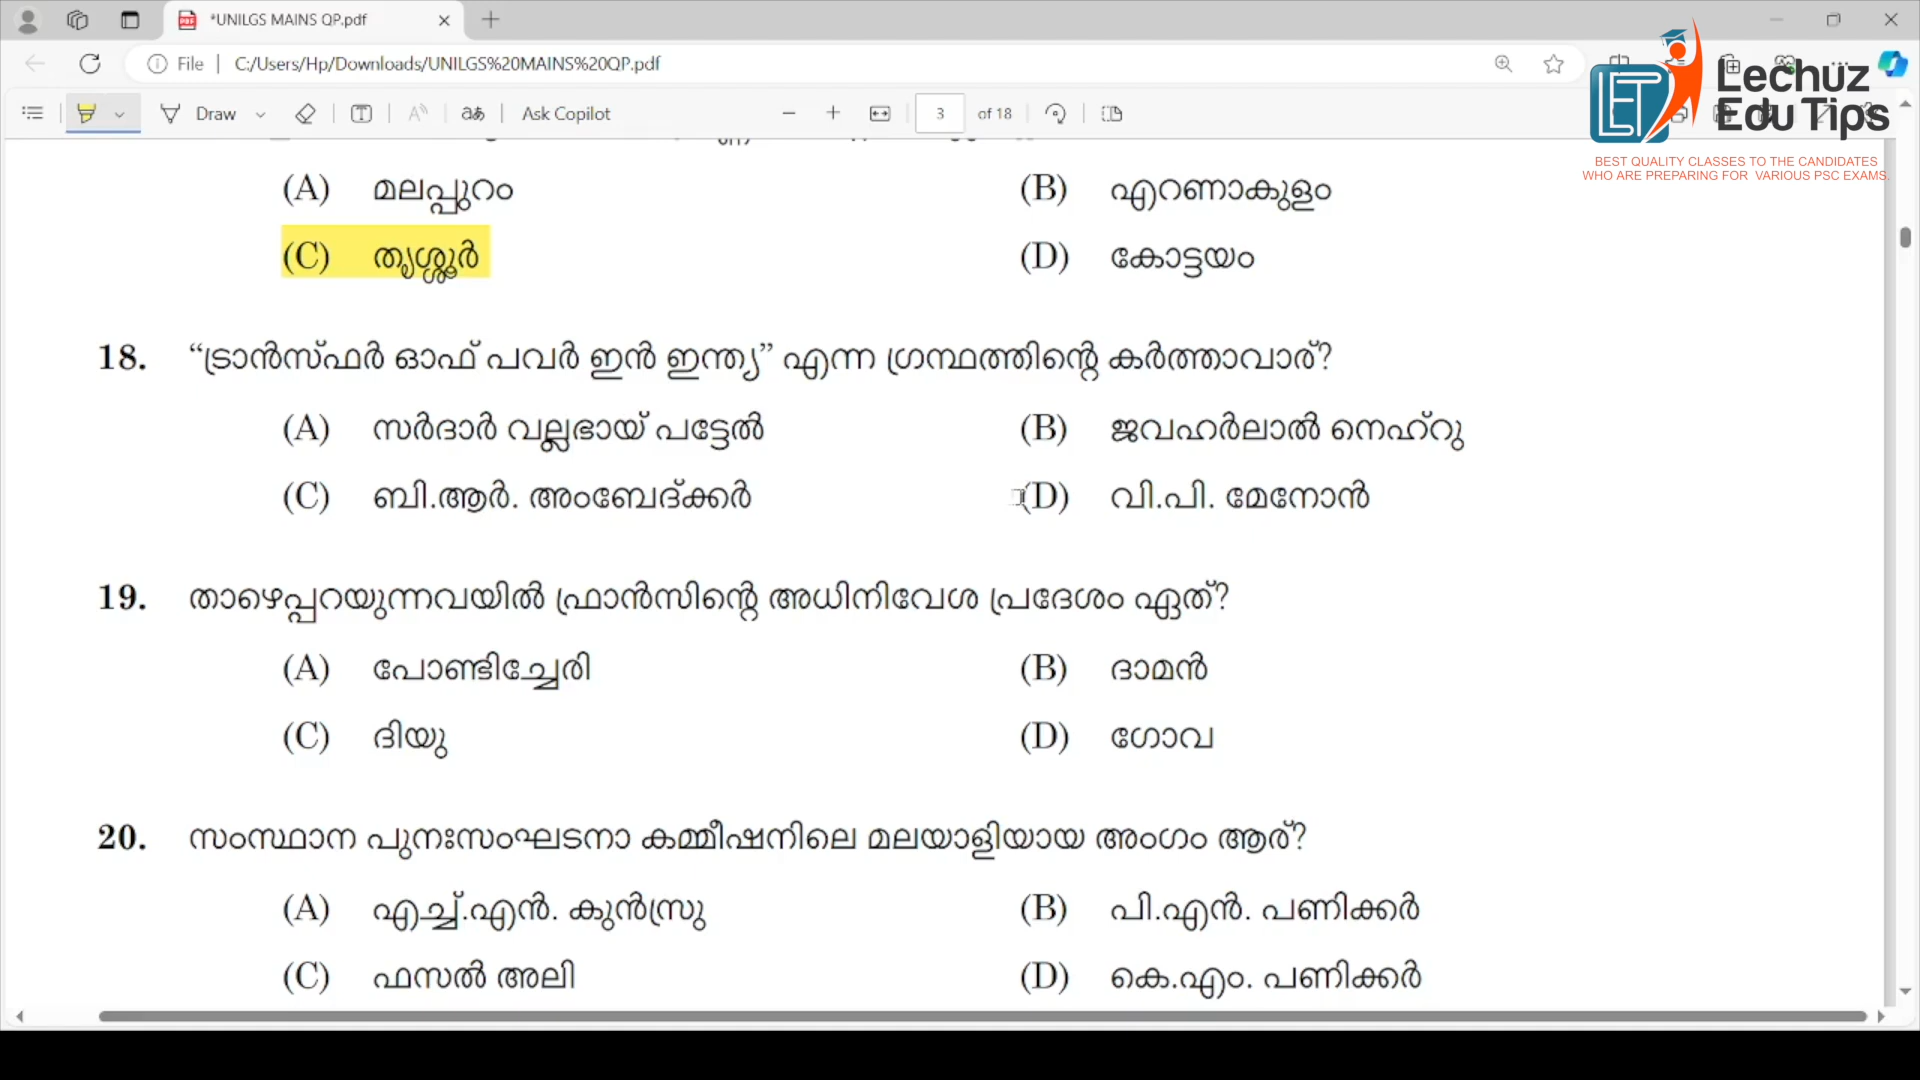 *UNILGS MAINS QP.pdf
File C:/Users/Hp/Downloads/UNILGS%20MAINS%20QP.pdf
Draw Ask Copilot 3 of 18
Lechuz
Edu Tips
BEST QUALITY CLASSES TO THE CANDIDATES
WHO ARE PREPARING FOR VARIOUS PSC EXAMS.
(A) മലപ്പുറം (B) എറണാകുളം
(C) തൃശ്ശൂർ (D) കോട്ടയം
18. “ട്രാൻസ്ഫർ ഓഫ് പവർ ഇൻ ഇന്ത്യ” എന്ന ഗ്രന്ഥത്തിന്റെ കർത്താവാര്?
(A) സർദാർ വല്ലഭായ് പട്ടേൽ (B) ജവഹർലാൽ നെഹ്റു
(C) ബി.ആർ. അംബേദ്ക്കർ (D) വി.പി. മേനോൻ
19. താഴെപ്പറയുന്നവയിൽ ഫ്രാൻസിന്റെ അധിനിവേശ പ്രദേശം ഏത്?
(A) പോണ്ടിച്ചേരി (B) ദാമൻ
(C) ദിയു (D) ഗോവ
20. സംസ്ഥാന പുനഃസംഘടനാ കമ്മീഷനിലെ മലയാളിയായ അംഗം ആര്?
(A) എച്ച്.എൻ. കുൻസ്രു (B) പി.എൻ. പണിക്കർ
(C) ഫസൽ അലി (D) കെ.എം. പണിക്കർ